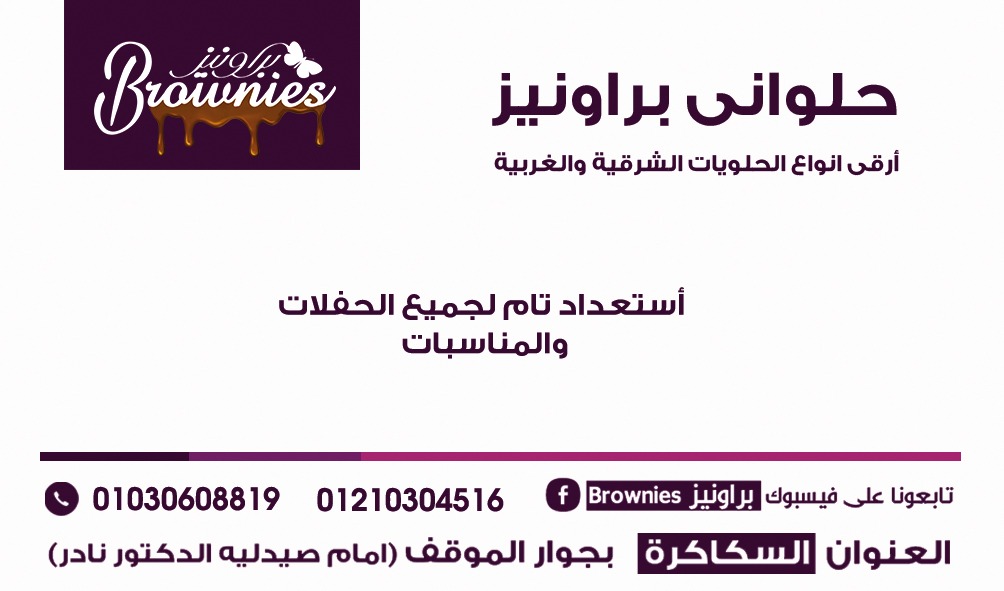 براونيز
Brownies
حلوانى براونيز
أرقى انواع الحلويات الشرقية والغربية
أستعداد تام لجميع الحفلات
والمناسبات
تابعونا على فيسبوك براونيز Brownies
01210304516
01030608819
العنوان السكاكرة بجوار الموقف (امام صيدليه الدكتور نادر)